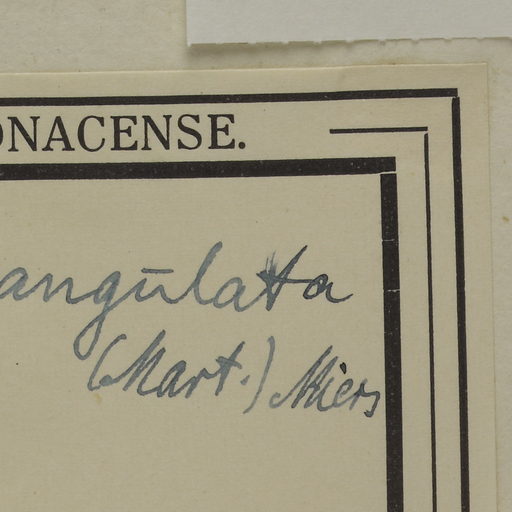 ONACENSE.
angulata
(Mart.) Miers